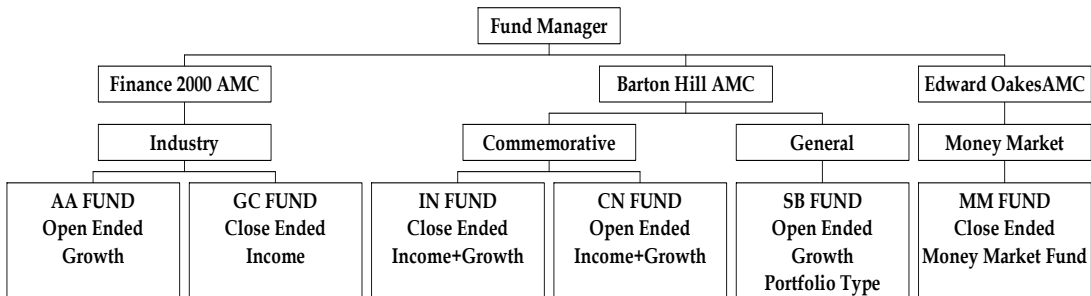 Fund Manager
Finance 2000 AMC
Barton Hill AMC
Edward OakesAMC
Industry
Commemorative
General
Money Market
AA FUND
Open Ended
Growth
GC FUND
Close Ended
Income
IN FUND
Close Ended
Income+Growth
CN FUND
Open Ended
Income+Growth
SB FUND
Open Ended
Growth
Portfolio Type
MM FUND
Close Ended
Money Market Fund